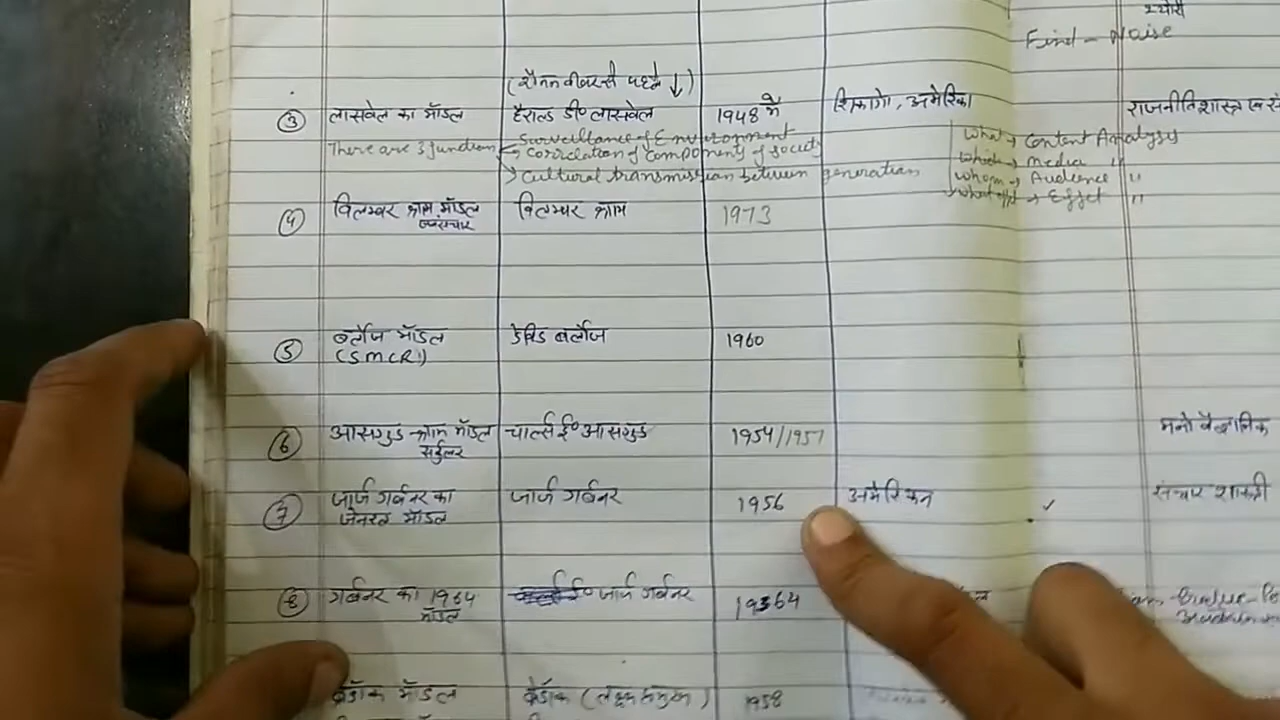 Find - Noise
(शैनन वीवर से पहले ↓)
③ लासवेल का मॉडल हैराल्ड डी० लासवेल 1948 में शिकागो, अमेरिका राजनीतिशास्त्र एवं
There are 3 function → Surveillance of Environment
→ Correlation of Components of society
→ Cultural transmission between generation
What → Content Analysis
which → Media "
whom → Audience "
→ Effect "
④ विलम्बर श्राम मॉडल विलम्बर श्राम 1973
⑤ बर्लोज मॉडल डेविड बर्लोज 1960
(SMCR)
⑥ आसगुड श्राम मॉडल चार्ल्स ई० आसगुड 1954/1957 मनोवैज्ञानिक
सर्कुलर
⑦ जार्ज गर्बनर का जार्ज गर्बनर 1956 अमेरिकन ✓ संचार शास्त्री
जेनरल मॉडल
⑧ गर्बनर का 1964 जार्ज गर्बनर 1964
मॉडल
ब्रेडॉक मॉडल ब्रेडॉक 1958